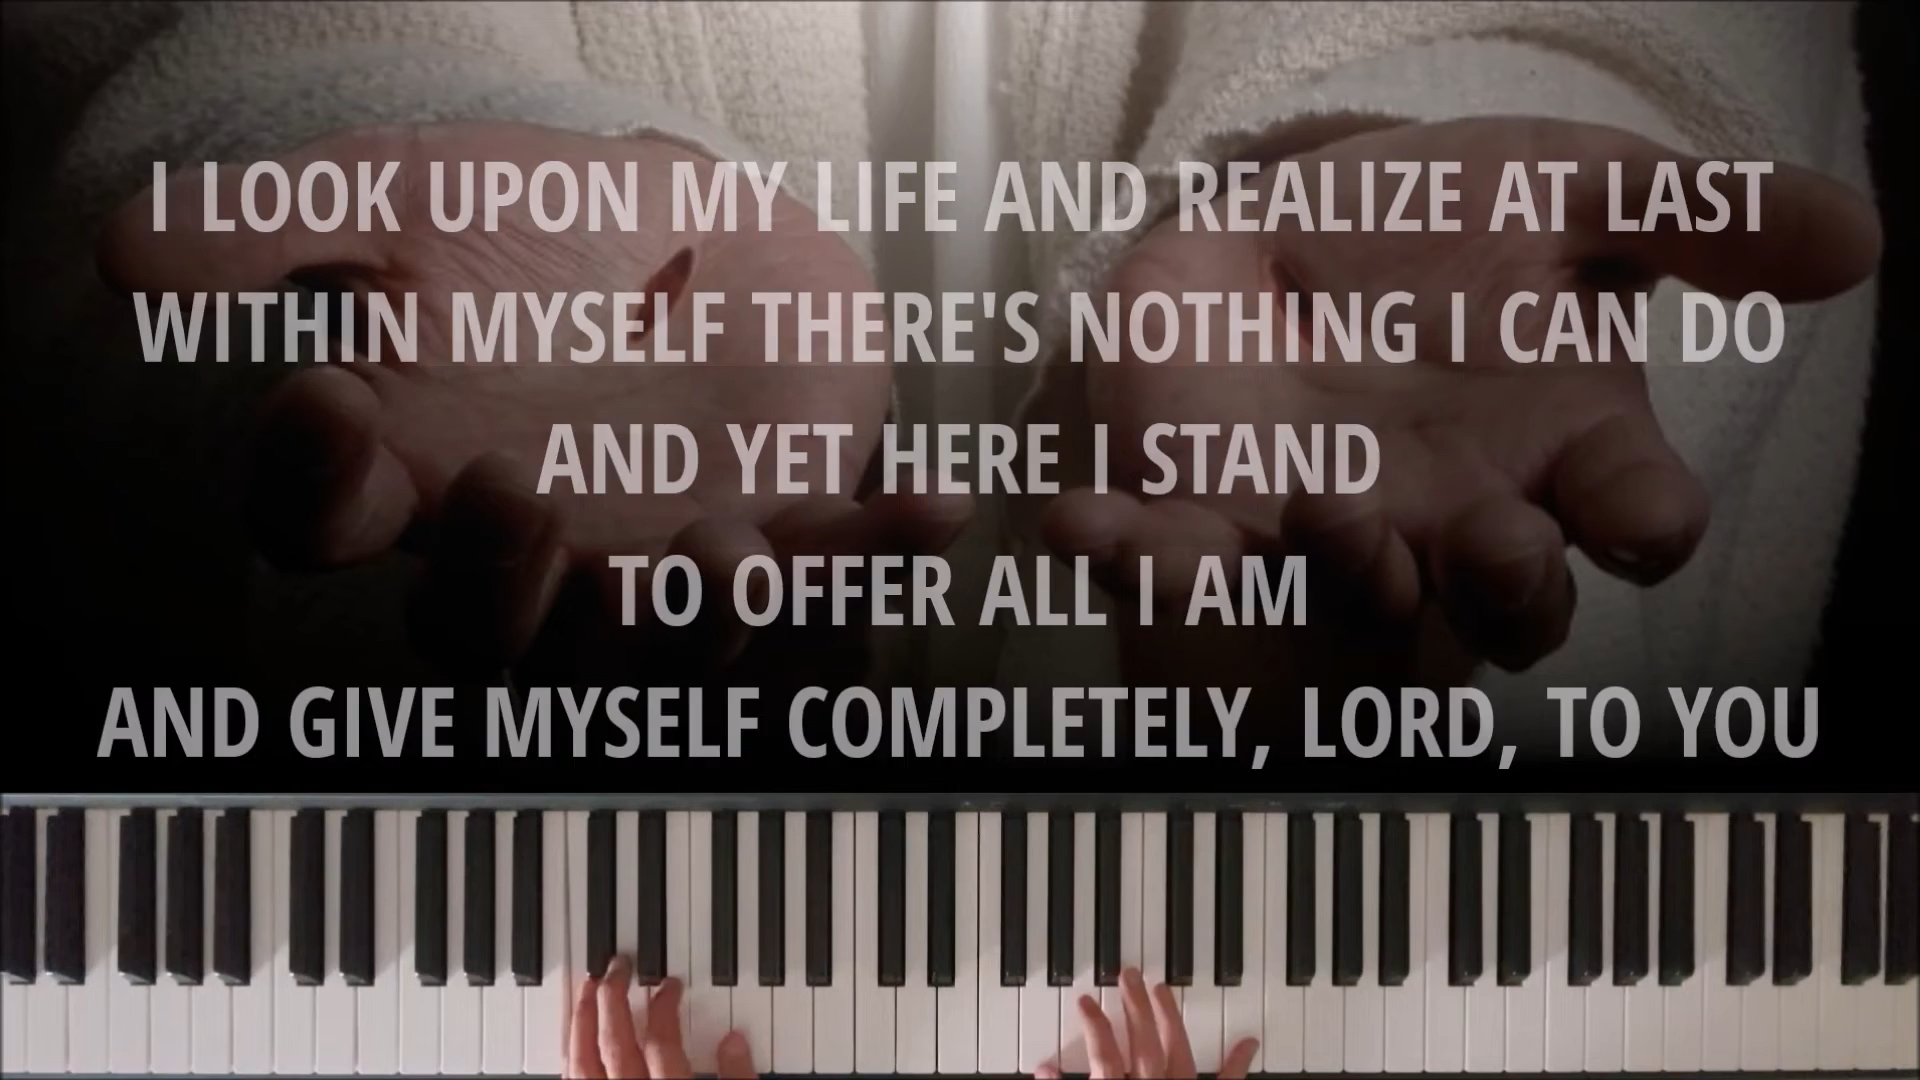 I LOOK UPON MY LIFE AND REALIZE AT LAST
WITHIN MYSELF THERE'S NOTHING I CAN DO
AND YET HERE I STAND
TO OFFER ALL I AM
AND GIVE MYSELF COMPLETELY, LORD, TO YOU